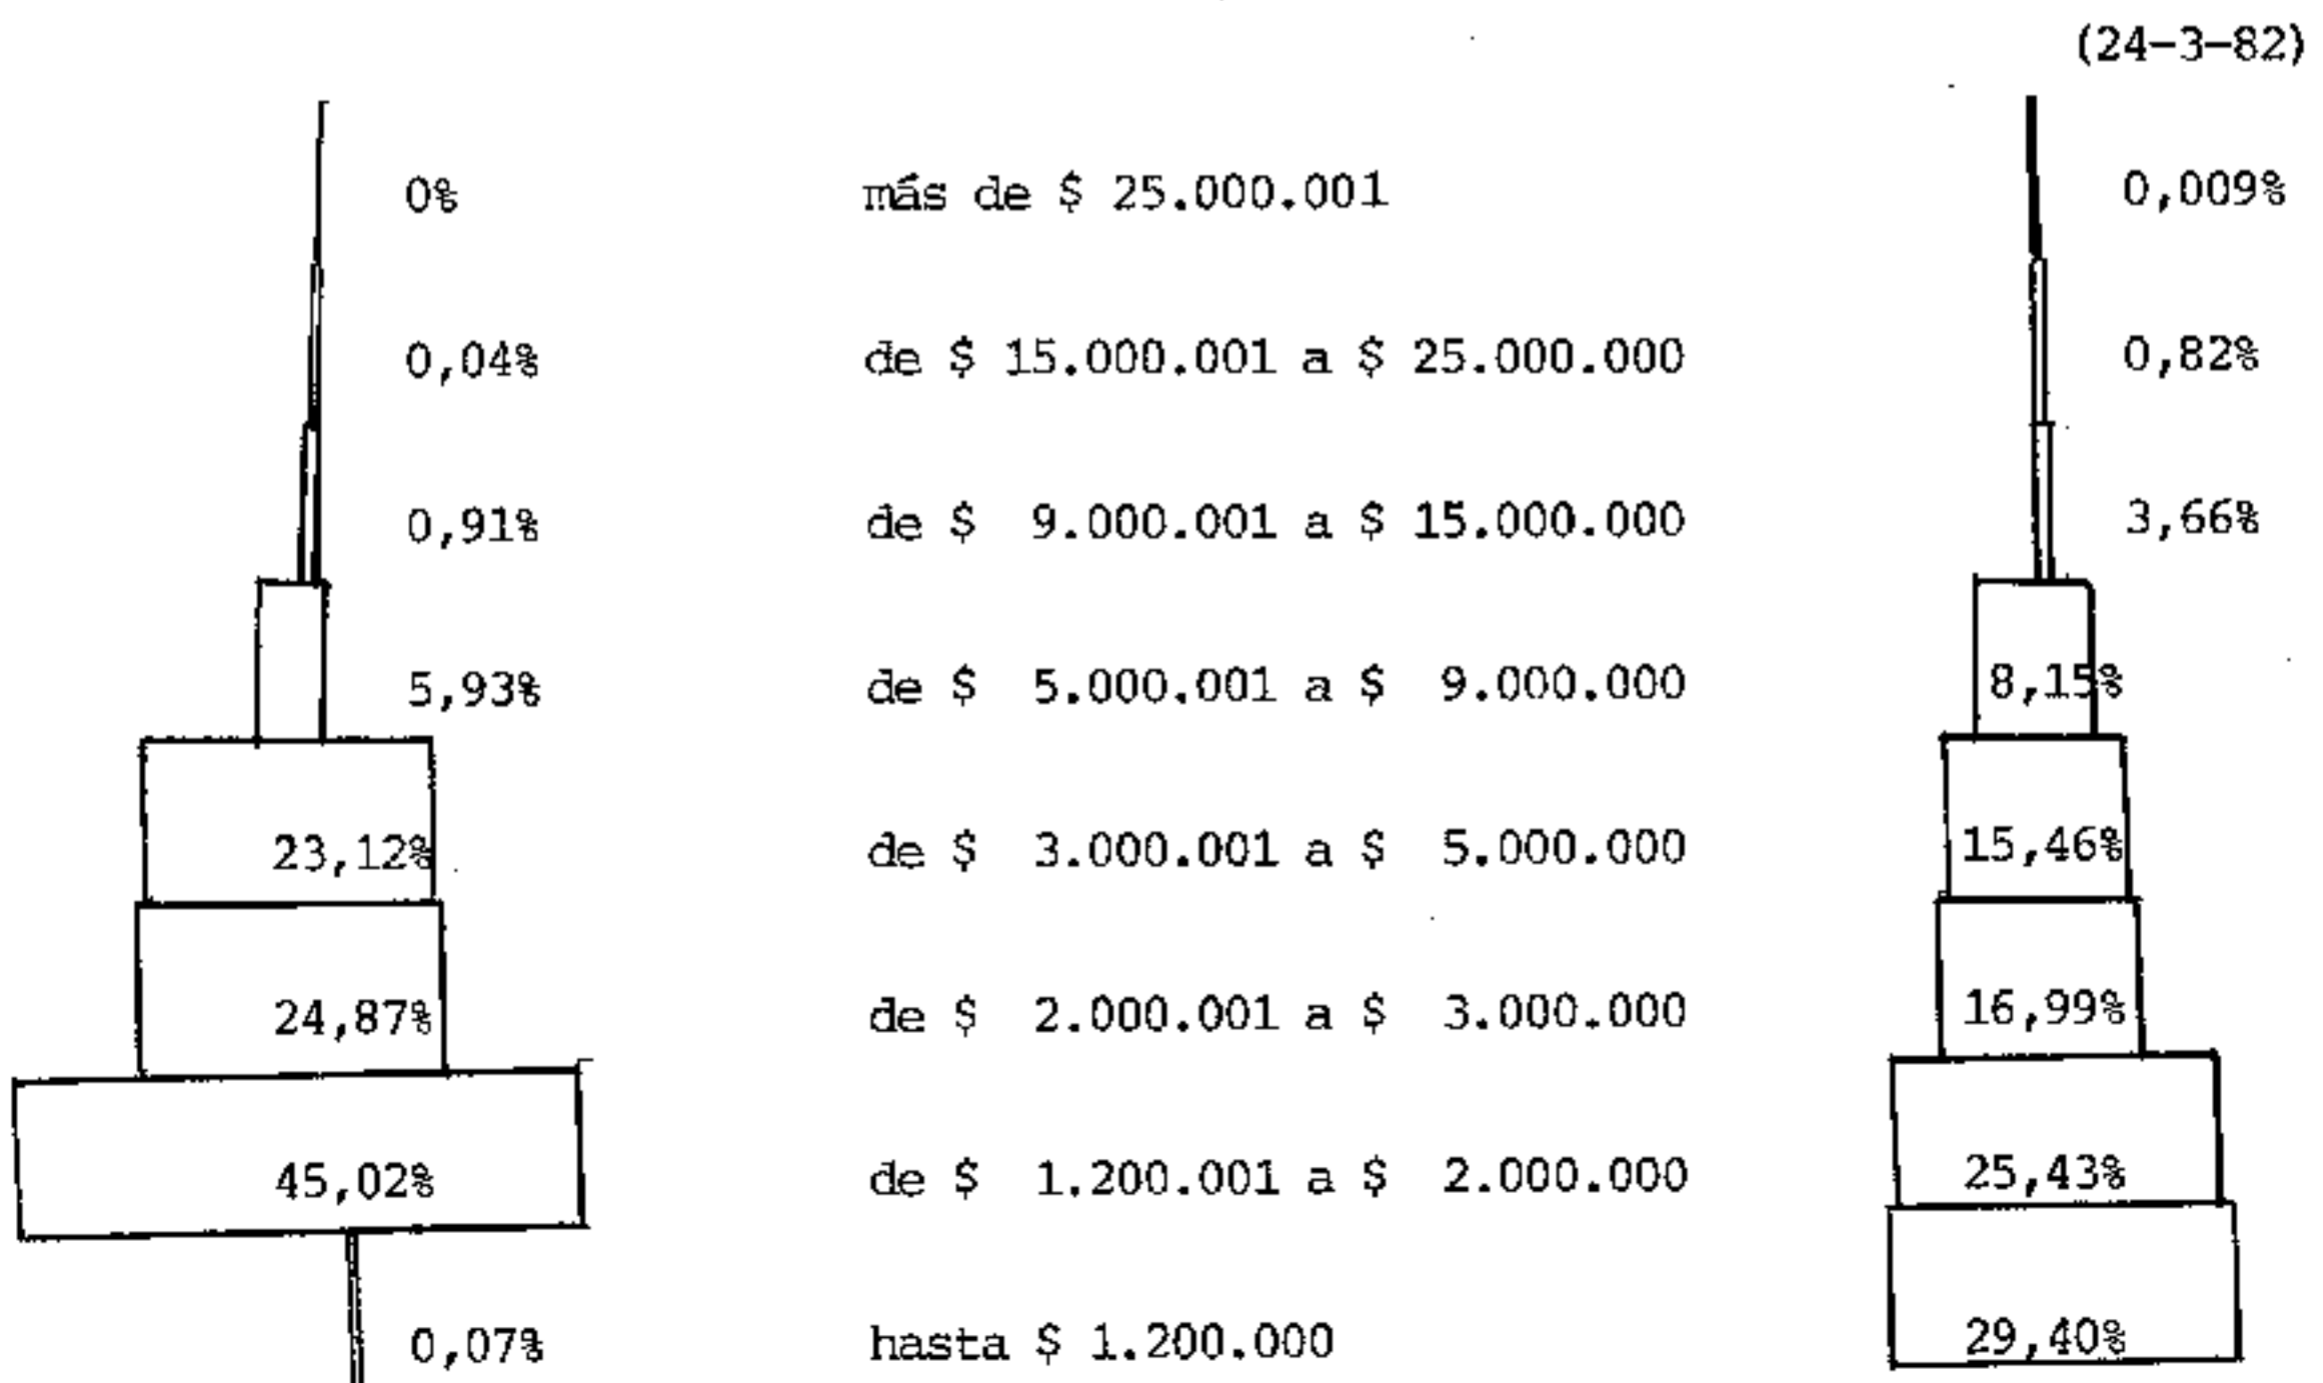 (24-3-82)
0% más de $ 25.000.001 0,009%
0,04% de $ 15.000.001 a $ 25.000.000 0,82%
0,91% de $ 9.000.001 a $ 15.000.000 3,66%
5,93% de $ 5.000.001 a $ 9.000.000 8,15%
23,12% de $ 3.000.001 a $ 5.000.000 15,46%
24,87% de $ 2.000.001 a $ 3.000.000 16,99%
45,02% de $ 1.200.001 a $ 2.000.000 25,43%
0,07% hasta $ 1.200.000 29,40%